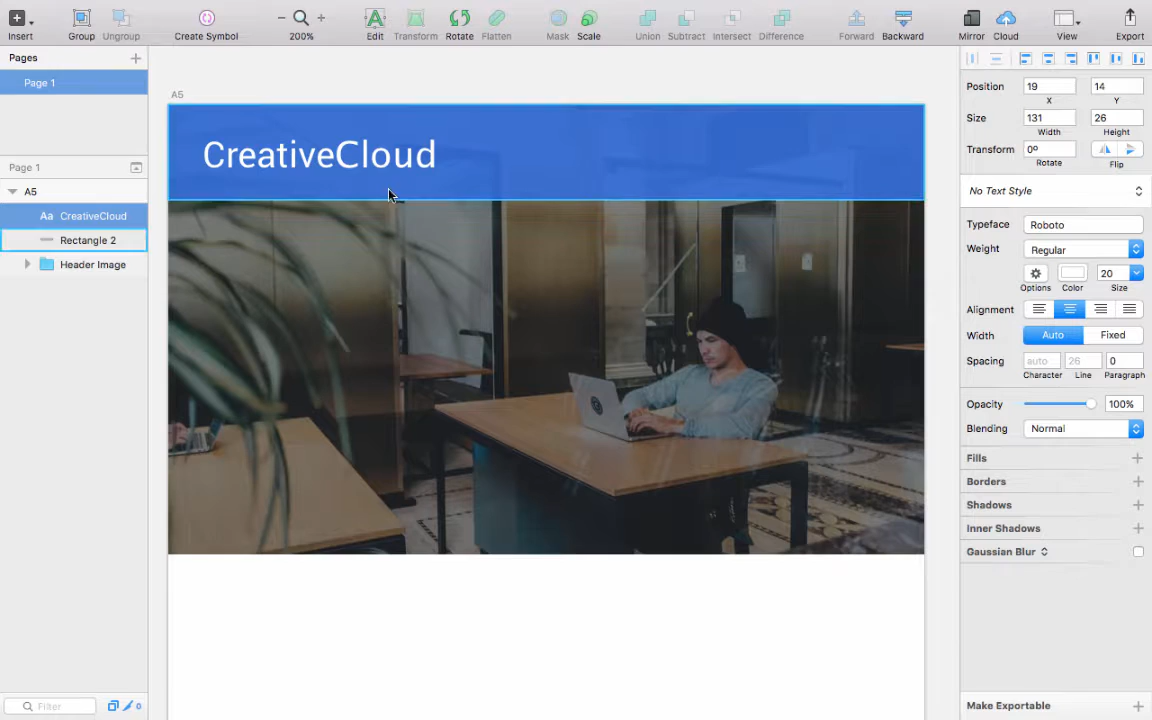 Insert
Group
Ungroup
Create Symbol
200%
Edit
Transform
Rotate
Flatten
Mask
Scale
Union
Subtract
Intersect
Difference
Forward
Backward
Mirror
Cloud
View
Export
Pages
Page 1
Page 1
A5
Aa CreativeCloud
Rectangle 2
Header Image
Filter
0
A5
CreativeCloud
Position 19 14
X Y
Size 131 26
Width Height
Transform 0º
Rotate Flip
No Text Style
Typeface Roboto
Weight Regular
20
Options Color Size
Alignment
Width Auto Fixed
Spacing auto 26 0
Character Line Paragraph
Opacity 100%
Blending Normal
Fills
Borders
Shadows
Inner Shadows
Gaussian Blur
Make Exportable